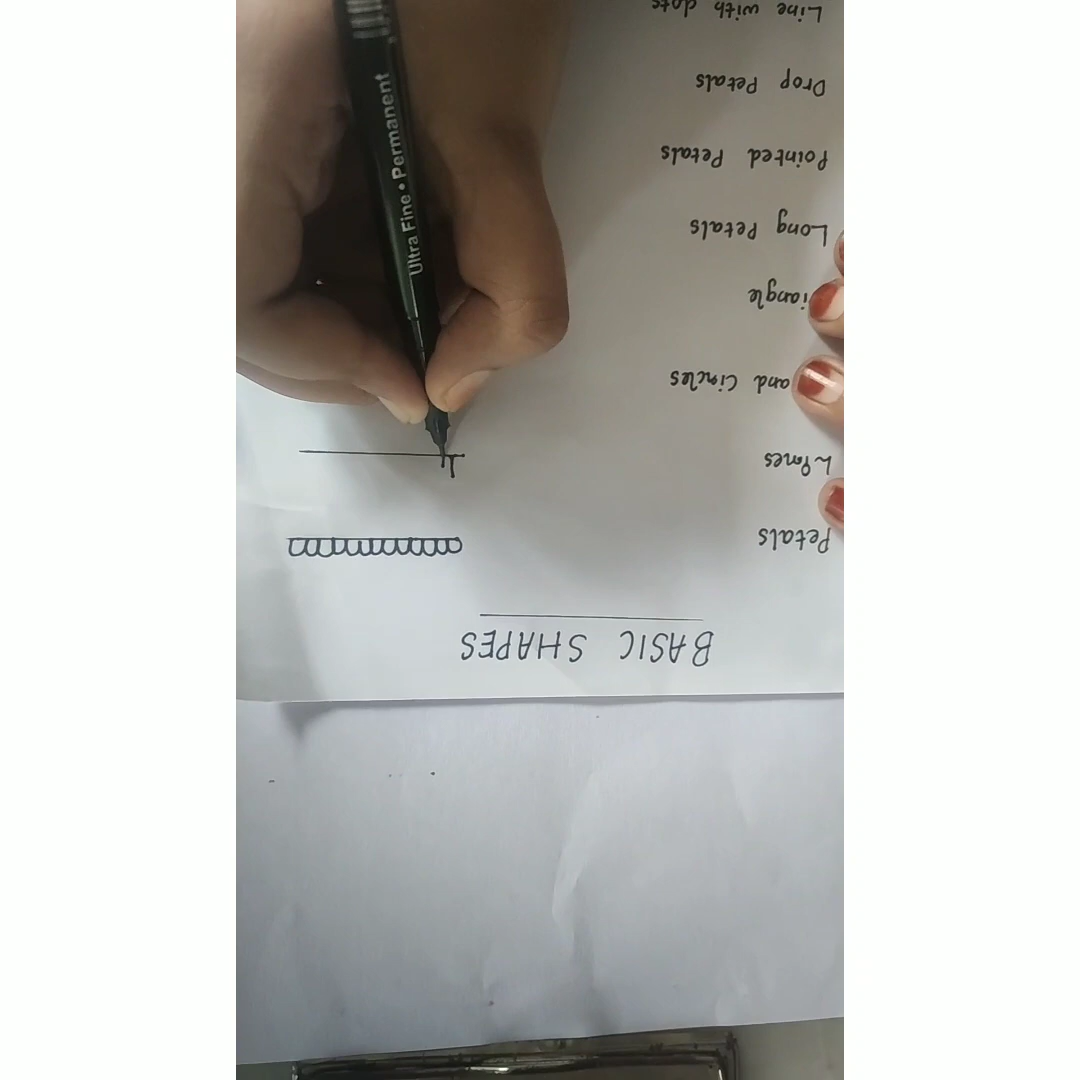 BASIC SHAPES
Petals
Lines
and Circles
iangle
Long Petals
Pointed Petals
Drop Petals
Line with dots
Ultra Fine • Permanent